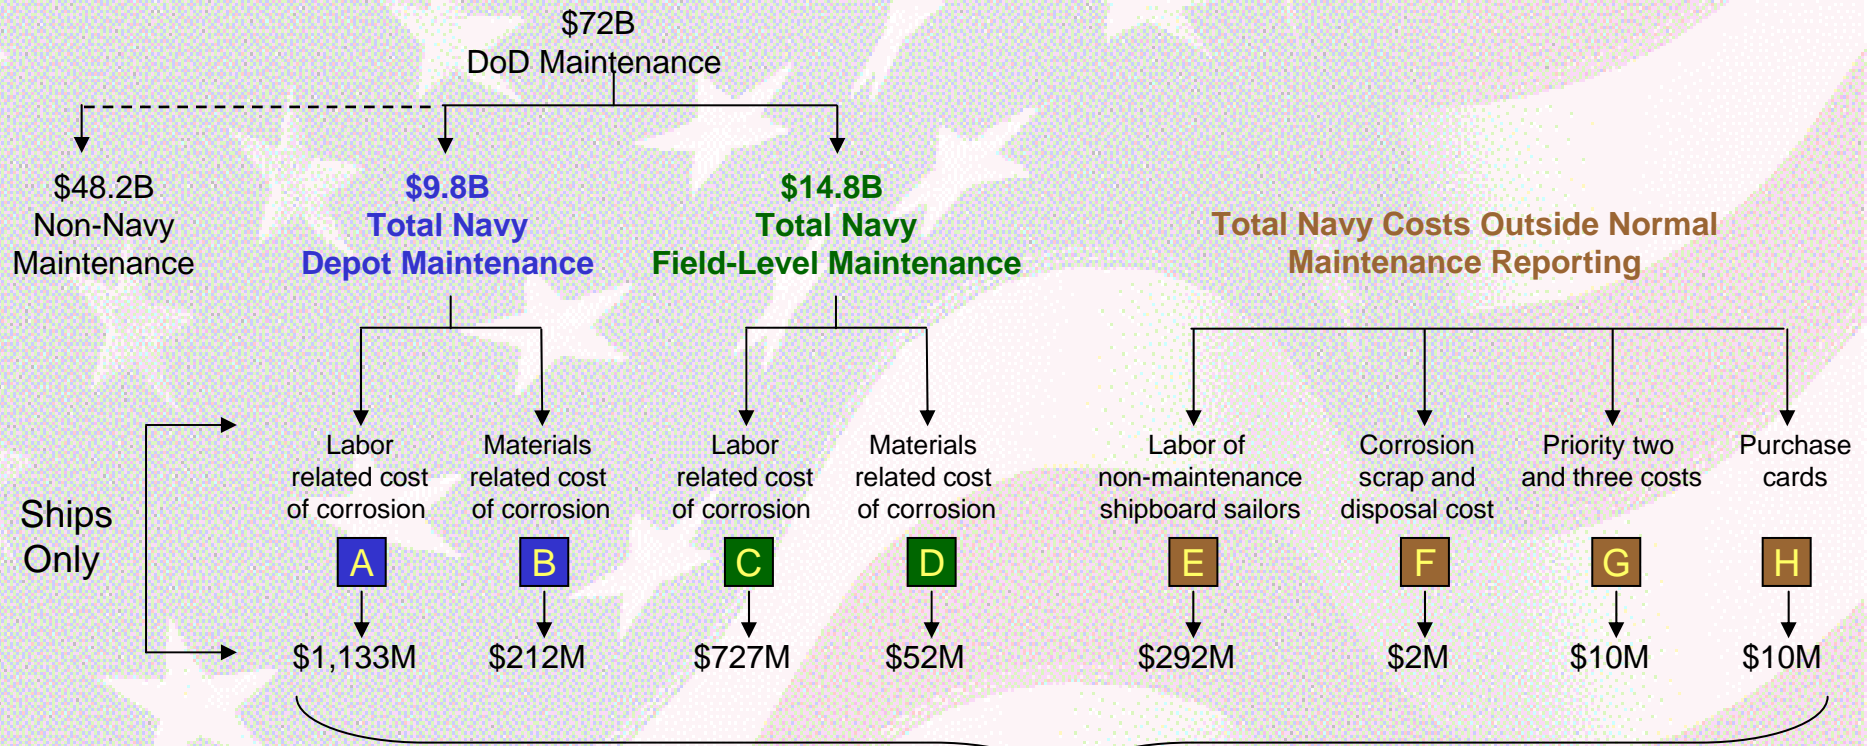 $72B
DoD Maintenance
$48.2B
Non-Navy
Maintenance
$9.8B
Total Navy
Depot Maintenance
$14.8B
Total Navy
Field-Level Maintenance
Total Navy Costs Outside Normal
Maintenance Reporting
Ships
Only
Labor
related cost
of corrosion
A
$1,133M
Materials
related cost
of corrosion
B
$212M
Labor
related cost
of corrosion
C
$727M
Materials
related cost
of corrosion
D
$52M
Labor of
non-maintenance
shipboard sailors
E
$292M
Corrosion
scrap and
disposal cost
F
$2M
Priority two
and three costs
G
$10M
Purchase
cards
H
$10M